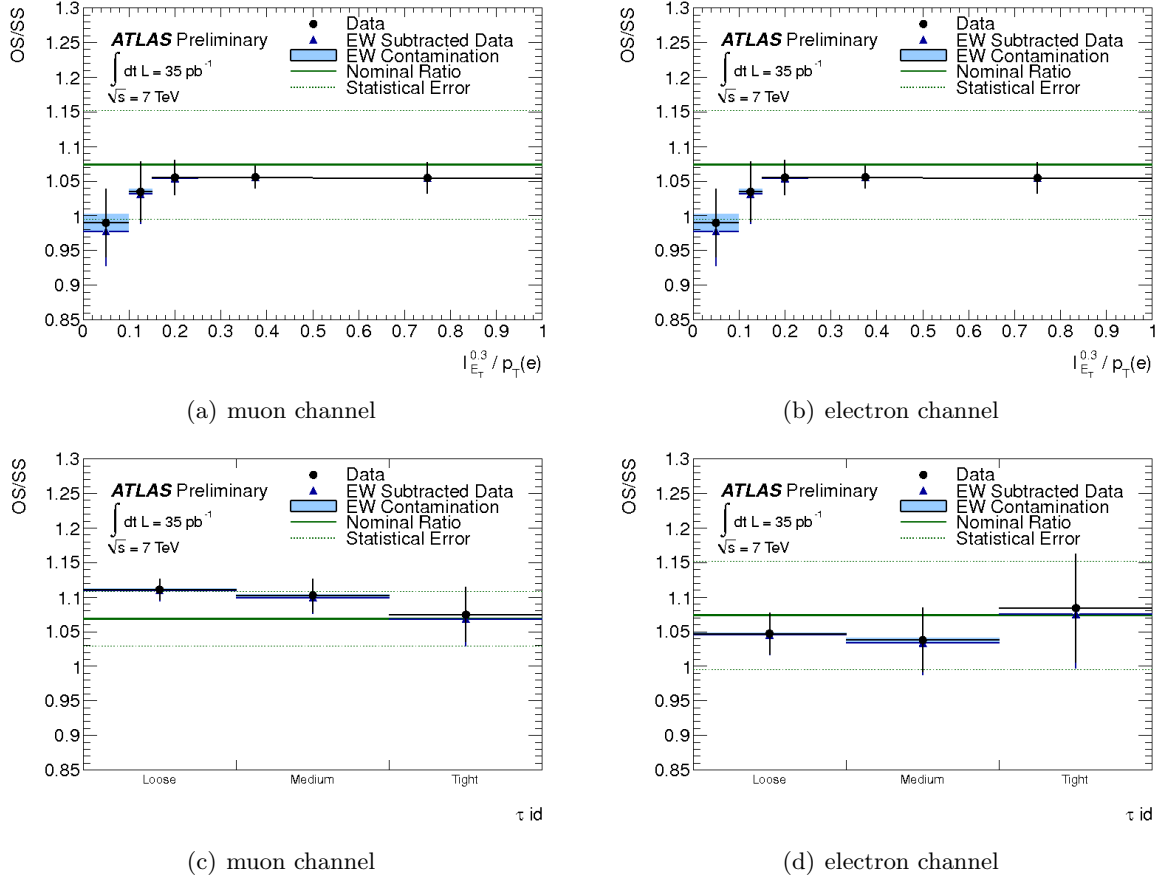 OS/SS
1.3
1.25
1.2
1.15
1.1
1.05
1
0.95
0.9
0.85
ATLAS Preliminary
∫ dt L = 35 pb⁻¹
√s = 7 TeV
Data
EW Subtracted Data
EW Contamination
Nominal Ratio
Statistical Error
0 0.1 0.2 0.3 0.4 0.5 0.6 0.7 0.8 0.9 1
I^{0.3}_{E_T} / p_T(e)
(a) muon channel
OS/SS
1.3
1.25
1.2
1.15
1.1
1.05
1
0.95
0.9
0.85
ATLAS Preliminary
∫ dt L = 35 pb⁻¹
√s = 7 TeV
Data
EW Subtracted Data
EW Contamination
Nominal Ratio
Statistical Error
0 0.1 0.2 0.3 0.4 0.5 0.6 0.7 0.8 0.9 1
I^{0.3}_{E_T} / p_T(e)
(b) electron channel
OS/SS
1.3
1.25
1.2
1.15
1.1
1.05
1
0.95
0.9
0.85
ATLAS Preliminary
∫ dt L = 35 pb⁻¹
√s = 7 TeV
Data
EW Subtracted Data
EW Contamination
Nominal Ratio
Statistical Error
Loose Medium Tight
τ id
(c) muon channel
OS/SS
1.3
1.25
1.2
1.15
1.1
1.05
1
0.95
0.9
0.85
ATLAS Preliminary
∫ dt L = 35 pb⁻¹
√s = 7 TeV
Data
EW Subtracted Data
EW Contamination
Nominal Ratio
Statistical Error
Loose Medium Tight
τ id
(d) electron channel